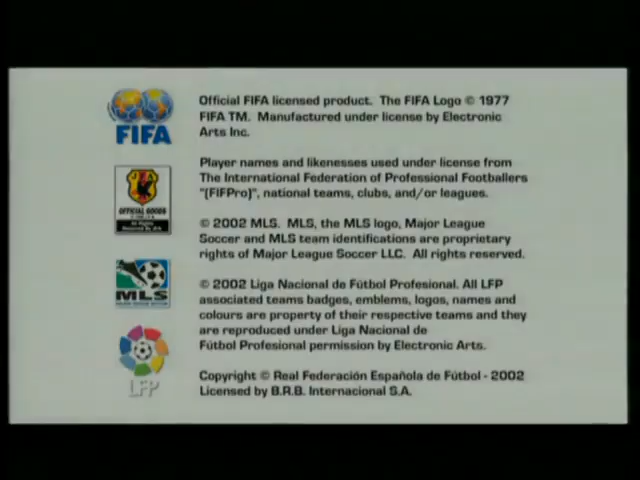 Official FIFA licensed product. The FIFA Logo © 1977
FIFA TM. Manufactured under license by Electronic
Arts Inc.
FIFA
Player names and likenesses used under license from
The International Federation of Professional Footballers
"(FIFPro)", national teams, clubs, and/or leagues.
OFFICIAL GOODS
© 2002 MLS. MLS, the MLS logo, Major League
Soccer and MLS team identifications are proprietary
rights of Major League Soccer LLC. All rights reserved.
MLS
© 2002 Liga Nacional de Fútbol Profesional. All LFP
associated teams badges, emblems, logos, names and
colours are property of their respective teams and they
are reproduced under Liga Nacional de
Fútbol Profesional permission by Electronic Arts.
LFP
Copyright © Real Federación Española de Fútbol - 2002
Licensed by B.R.B. Internacional S.A.